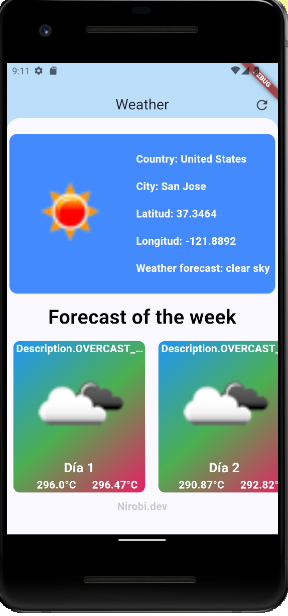 9:11
DEBUG
Weather
Country: United States
City: San Jose
Latitud: 37.3464
Longitud: -121.8892
Weather forecast: clear sky
Forecast of the week
Description.OVERCAST_... Description.OVERCAST_
Día 1 Día 2
296.0°C 296.47°C 290.87°C 292.82°
Nirobi.dev